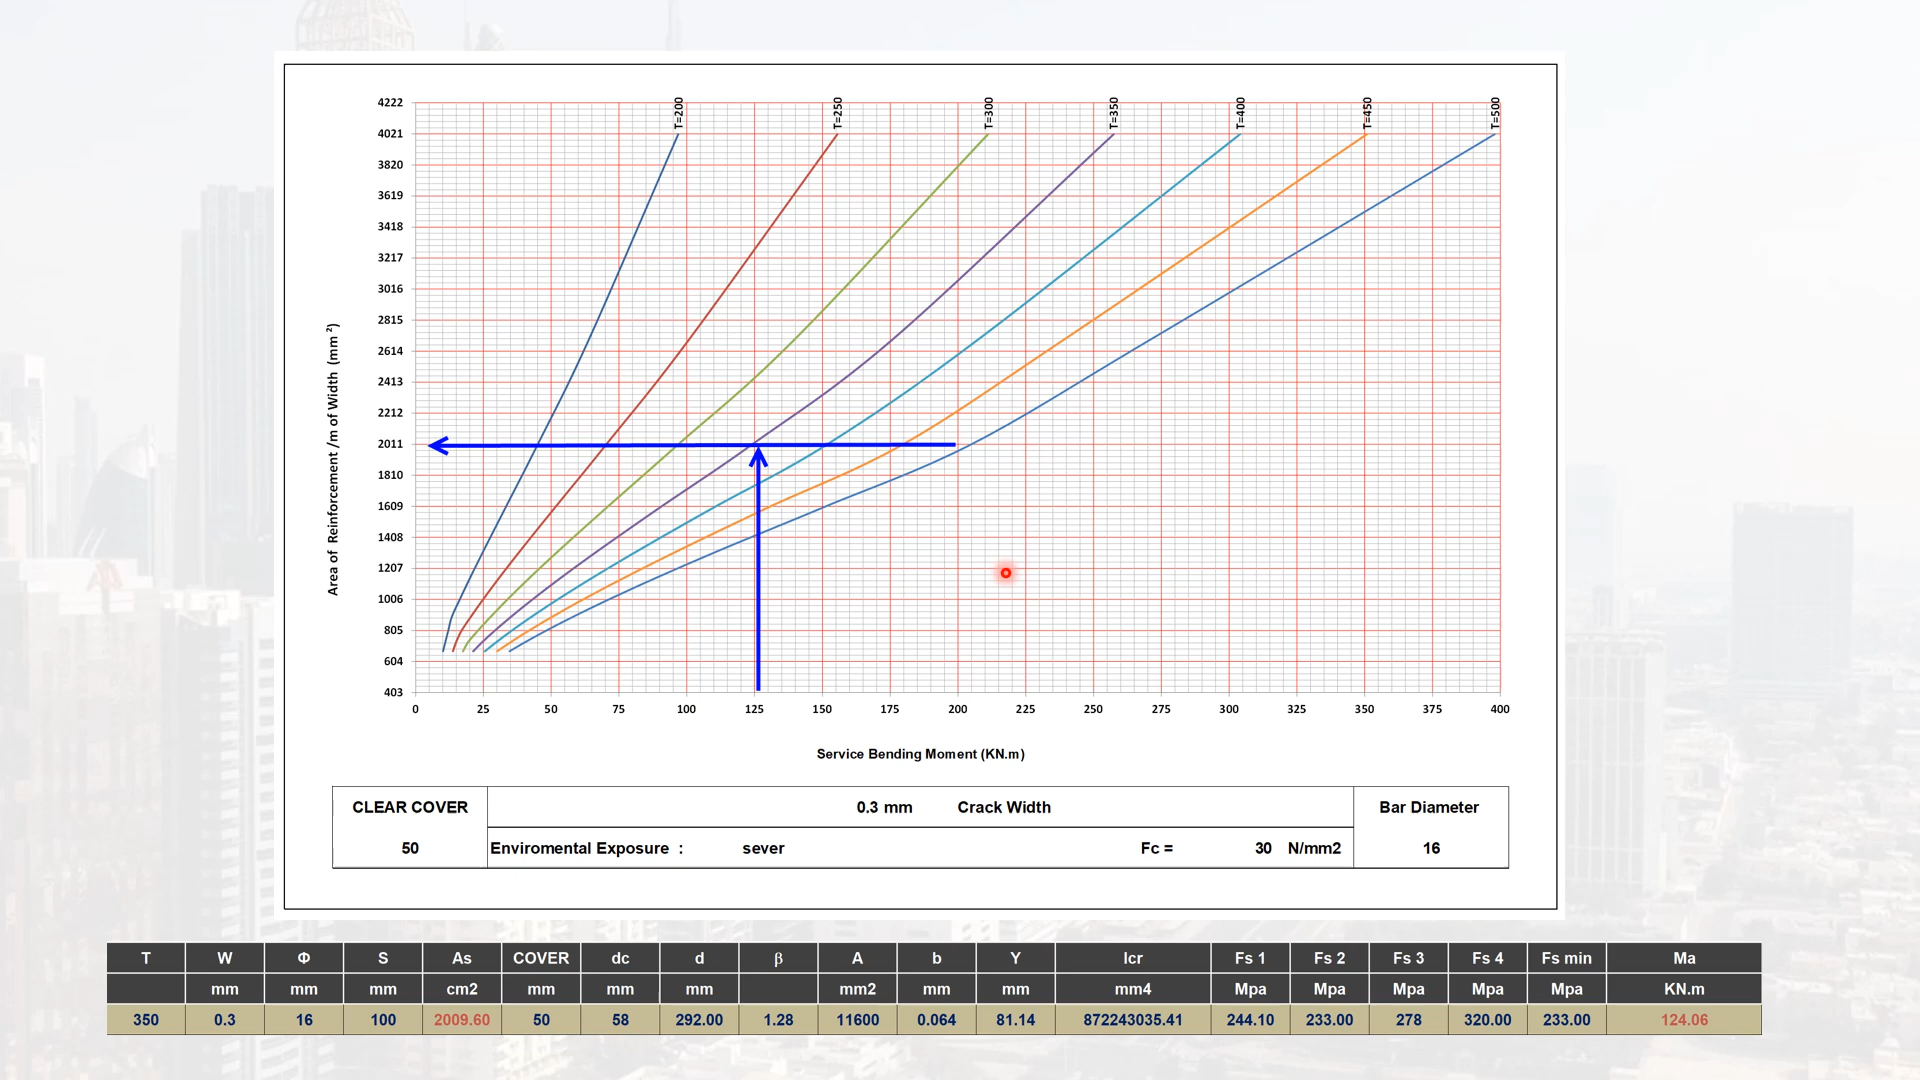 T=200
T=250
T=300
T=350
T=400
T=450
T=500
4222
4021
3820
3619
3418
3217
3016
2815
2614
2413
2212
2011
1810
1609
1408
1207
1006
805
604
403
Area of Reinforcement /m of Width (mm ²)
0 25 50 75 100 125 150 175 200 225 250 275 300 325 350 375 400
Service Bending Moment (KN.m)
CLEAR COVER 0.3 mm Crack Width Bar Diameter
50 Enviromental Exposure : sever Fc = 30 N/mm2 16
T W Φ S As COVER dc d β A b Y Icr Fs 1 Fs 2 Fs 3 Fs 4 Fs min Ma
mm mm mm cm2 mm mm mm mm2 mm mm mm4 Mpa Mpa Mpa Mpa Mpa KN.m
350 0.3 16 100 2009.60 50 58 292.00 1.28 11600 0.064 81.14 872243035.41 244.10 233.00 278 320.00 233.00 124.06